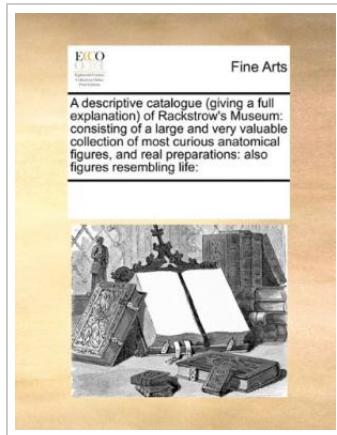 ECCO
Fine Arts
A descriptive catalogue (giving a full
explanation) of Rackstrow's Museum:
consisting of a large and very valuable
collection of most curious anatomical
figures, and real preparations: also
figures resembling life: